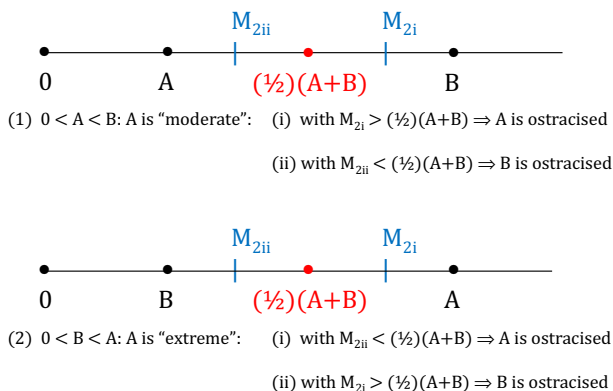 M₂ᵢᵢ M₂ᵢ
0 A (½)(A+B) B
(1) 0 < A < B: A is “moderate”: (i) with M₂ᵢ > (½)(A+B) ⇒ A is ostracised
(ii) with M₂ᵢᵢ < (½)(A+B) ⇒ B is ostracised
M₂ᵢᵢ M₂ᵢ
0 B (½)(A+B) A
(2) 0 < B < A: A is “extreme”: (i) with M₂ᵢᵢ < (½)(A+B) ⇒ A is ostracised
(ii) with M₂ᵢ > (½)(A+B) ⇒ B is ostracised